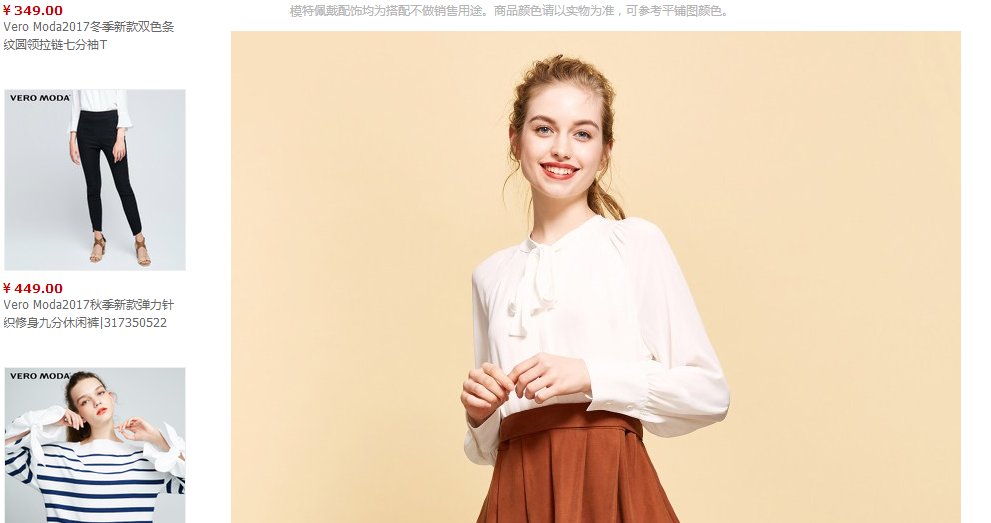 ¥ 349.00
Vero Moda2017冬季新款双色条
纹圆领拉链七分袖T
VERO MODA
¥ 449.00
Vero Moda2017秋季新款弹力针
织修身九分休闲裤|317350522
VERO MODA
模特佩戴配饰均为搭配不做销售用途。商品颜色请以实物为准，可参考平铺图颜色。